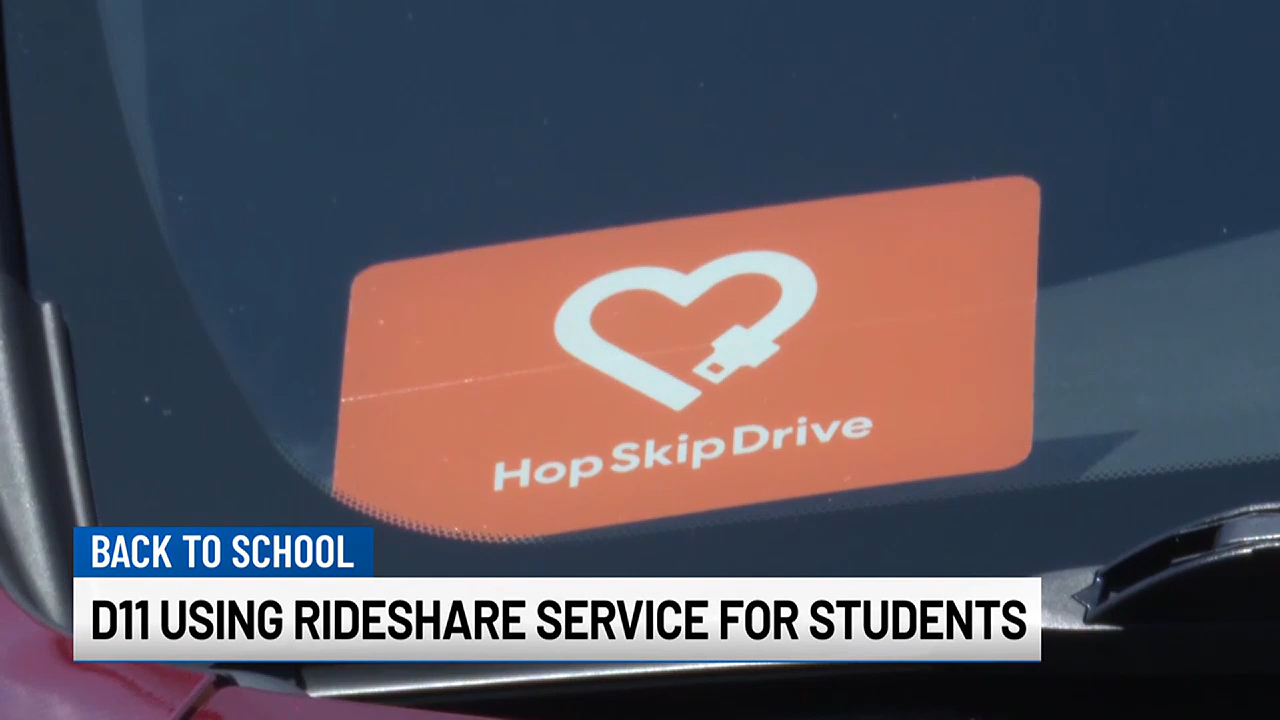 HopSkipDrive
BACK TO SCHOOL
D11 USING RIDESHARE SERVICE FOR STUDENTS